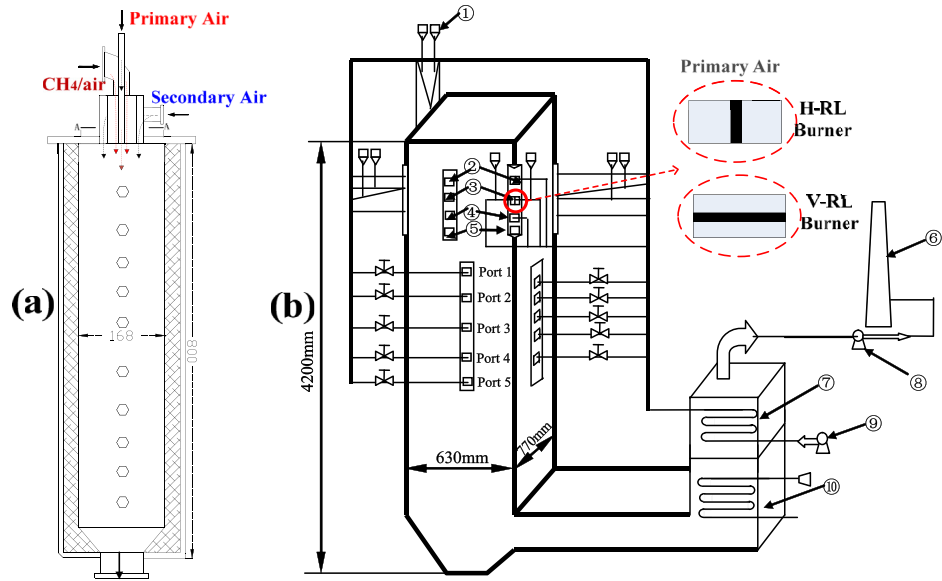 Primary Air
CH4/air
Secondary Air
A
A
168
800
(a)
①
Primary Air
H-RL
Burner
V-RL
Burner
②
③
④
⑤
⑥
Port 1
Port 2
Port 3
Port 4
Port 5
(b)
4200mm
630mm
770mm
⑦
⑧
⑨
⑩